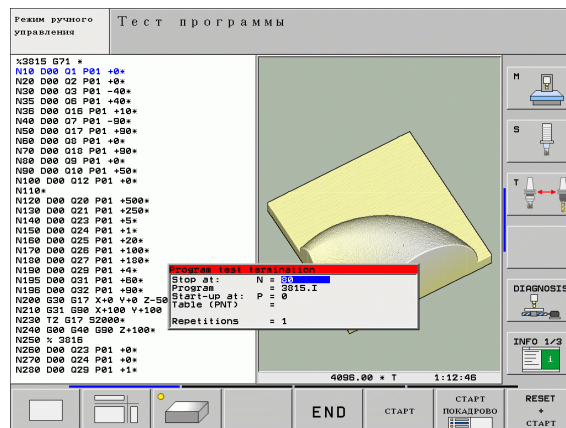 Режим ручного
управления
Тест программы
%3815 G71 *
N10 D00 Q1 P01 +0*
N20 D00 Q2 P01 +0*
N30 D00 Q3 P01 -40*
N35 D00 Q6 P01 +40*
N36 D00 Q16 P01 +10*
N40 D00 Q7 P01 -90*
N50 D00 Q17 P01 +90*
N60 D00 Q8 P01 +0*
N70 D00 Q18 P01 +90*
N80 D00 Q9 P01 +0*
N90 D00 Q10 P01 +50*
N100 D00 Q12 P01 +0*
N110*
N120 D00 Q20 P01 +500*
N130 D00 Q21 P01 +250*
N140 D00 Q23 P01 +5*
N150 D00 Q24 P01 +1*
N160 D00 Q25 P01 +20*
N170 D00 Q26 P01 +100*
N180 D00 Q27 P01 +180*
N190 D00 Q29 P01 +4*
N195 D00 Q31 P01 +60*
N196 D00 Q32 P01 +90*
N200 G30 G17 X+0 Y+0 Z-50
N210 G31 G90 X+100 Y+100
N230 T2 G17 S2000*
N240 G00 G40 G90 Z+100*
N250 % 3816
N260 D00 Q23 P01 +0*
N270 D00 Q24 P01 +0*
N280 D00 Q29 P01 +1*
Program test termination
Stop at: N = 80
Program = 3815.I
Start-up at: P = 0
Table (PNT) =
Repetitions = 1
4096.00 * T 1:12:46
M
S
T
DIAGNOSIS
INFO 1/3
i
END
СТАРТ
СТАРТ
ПОКАДРОВО
RESET
+
СТАРТ